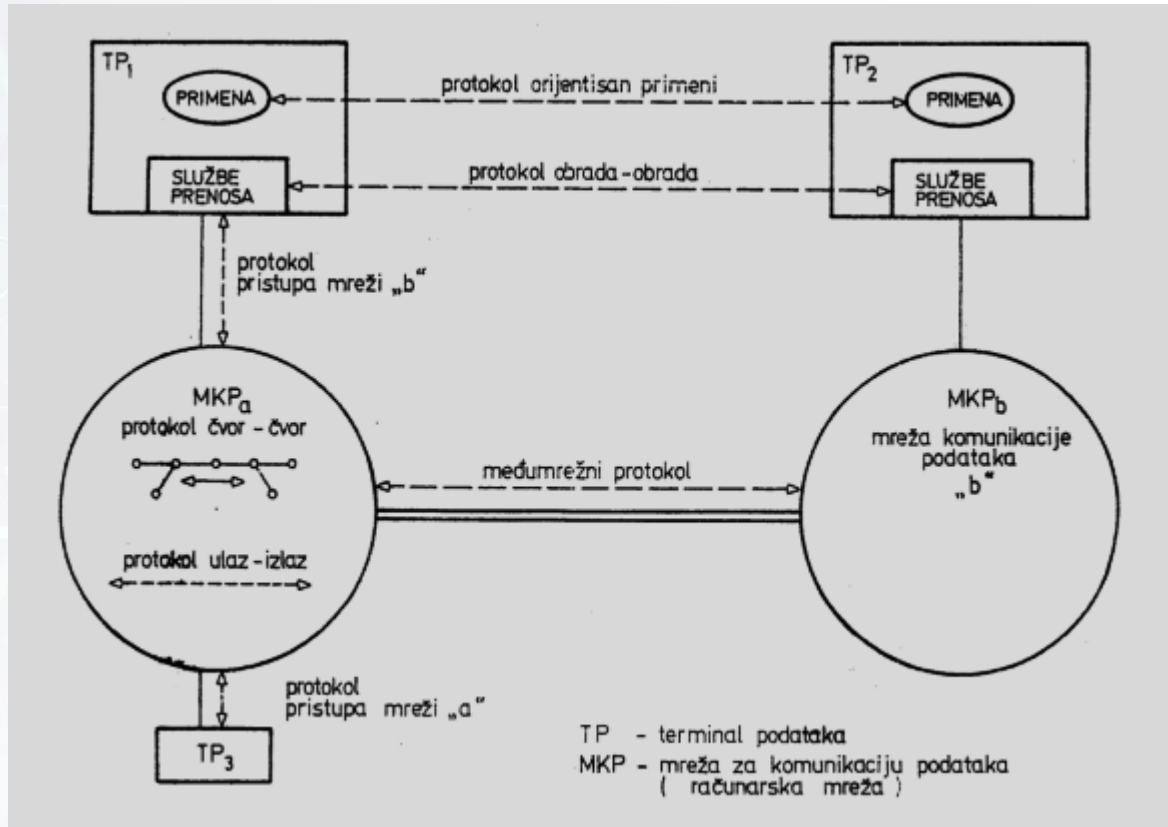 TP1
PRIMENA
SLUŽBE
PRENOSA
protokol orijentisan primeni
protokol obrada-obrada
TP2
PRIMENA
SLUŽBE
PRENOSA
protokol
pristupa mreži „b“
MKPa
protokol čvor - čvor
protokol ulaz - izlaz
međumrežni protokol
MKPb
mreža komunikacije
podataka
„b“
protokol
pristupa mreži „a“
TP3
TP - terminal podataka
MKP - mreža za komunikaciju podataka
( računarska mreža )